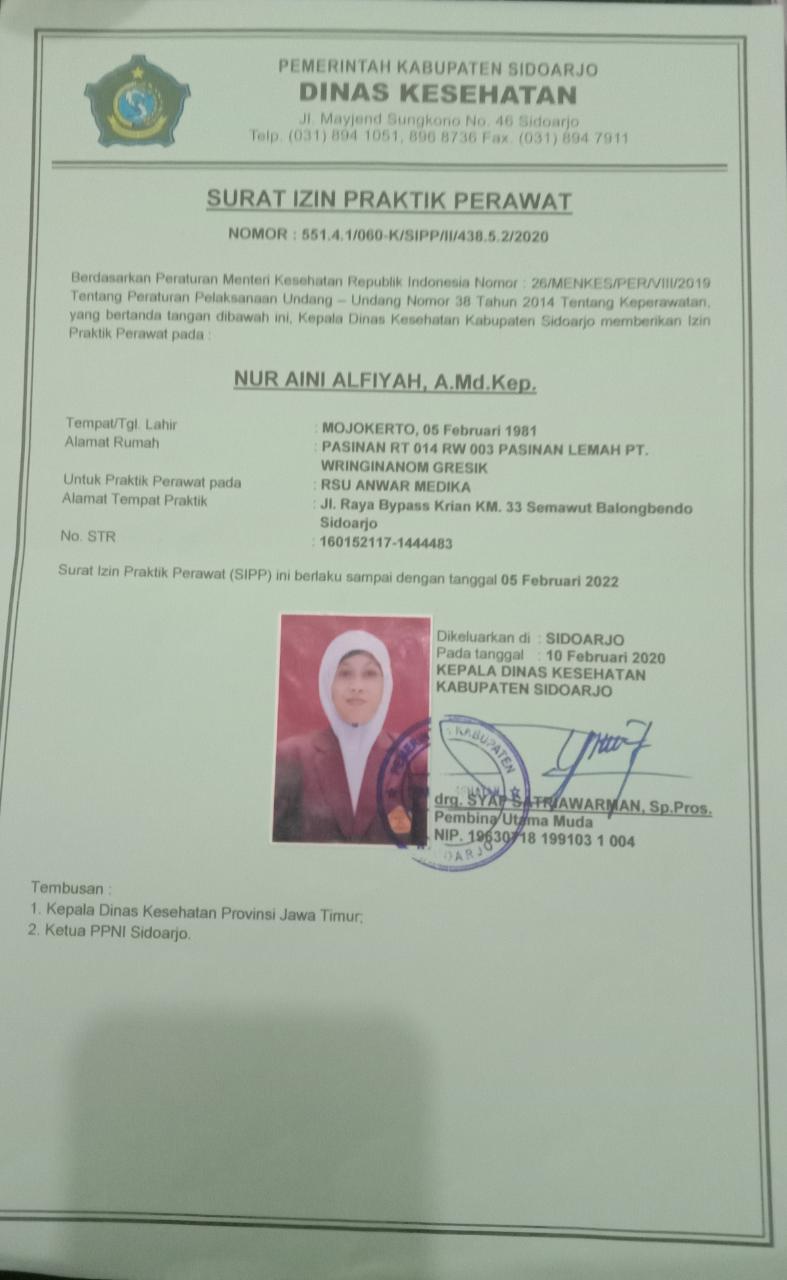 PEMERINTAH KABUPATEN SIDOARJO
DINAS KESEHATAN
Jl. Mayjend Sungkono No. 46 Sidoarjo
Telp. (031) 894 1051, 896 8736 Fax. (031) 894 7911
SURAT IZIN PRAKTIK PERAWAT
NOMOR : 551.4.1/060-K/SIPP/II/438.5.2/2020
Berdasarkan Peraturan Menteri Kesehatan Republik Indonesia Nomor : 26/MENKES/PER/VIII/2019
Tentang Peraturan Pelaksanaan Undang – Undang Nomor 38 Tahun 2014 Tentang Keperawatan,
yang bertanda tangan dibawah ini, Kepala Dinas Kesehatan Kabupaten Sidoarjo memberikan Izin
Praktik Perawat pada :
NUR AINI ALFIYAH, A.Md.Kep.
Tempat/Tgl. Lahir : MOJOKERTO, 05 Februari 1981
Alamat Rumah : PASINAN RT 014 RW 003 PASINAN LEMAH PT.
WRINGINANOM GRESIK
Untuk Praktik Perawat pada : RSU ANWAR MEDIKA
Alamat Tempat Praktik : Jl. Raya Bypass Krian KM. 33 Semawut Balongbendo
Sidoarjo
No. STR : 160152117-1444483
Surat Izin Praktik Perawat (SIPP) ini berlaku sampai dengan tanggal 05 Februari 2022
Dikeluarkan di : SIDOARJO
Pada tanggal : 10 Februari 2020
KEPALA DINAS KESEHATAN
KABUPATEN SIDOARJO
KABUPATEN
drg. SYAF SATRIAWARMAN, Sp.Pros.
Pembina Utama Muda
NIP. 19630718 199103 1 004
Tembusan :
1. Kepala Dinas Kesehatan Provinsi Jawa Timur;
2. Ketua PPNI Sidoarjo.